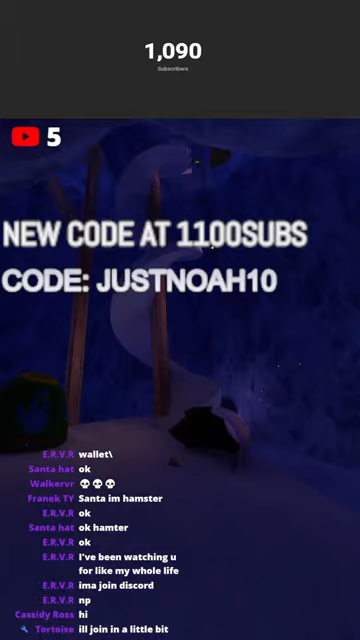 1,090
Subscribers
5
NEW CODE AT 1100SUBS
CODE: JUSTNOAH10
E.R.V.R wallet\
Santa hat ok
Walkervr 💀💀💀
Franek TY Santa im hamster
E.R.V.R ok
Santa hat ok hamter
E.R.V.R ok
E.R.V.R I've been watching u
for like my whole life
E.R.V.R ima join discord
E.R.V.R np
Cassidy Ross hi
Tortoise ill join in a little bit